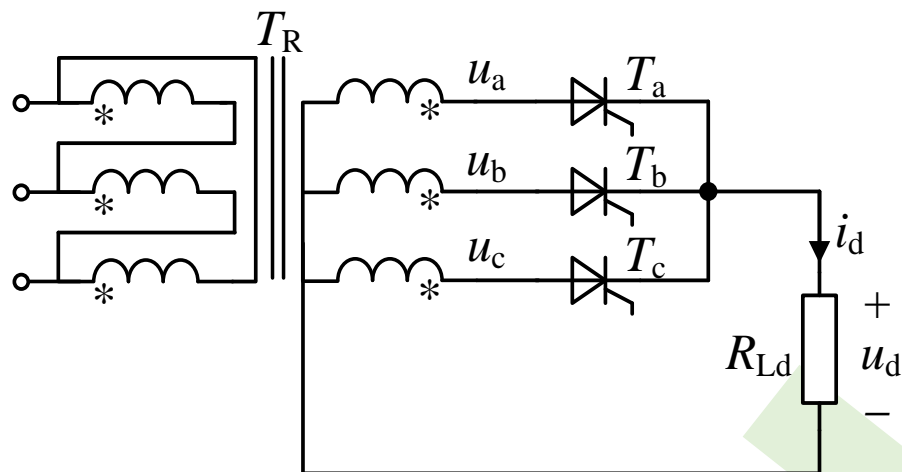 T_R
u_a T_a
* *
u_b T_b
* *
u_c T_c
* *
i_d
+
R_Ld u_d
−